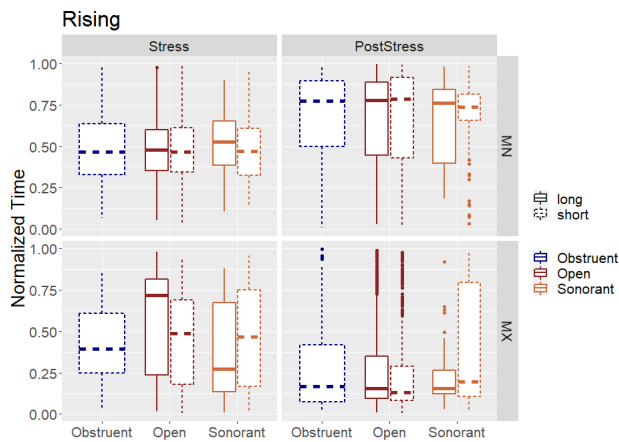 Rising
Stress
PostStress
Normalized Time
1.00
0.75
0.50
0.25
0.00
MN
1.00
0.75
0.50
0.25
0.00
MX
Obstruent
Open
Sonorant
Obstruent
Open
Sonorant
long
short
Obstruent
Open
Sonorant